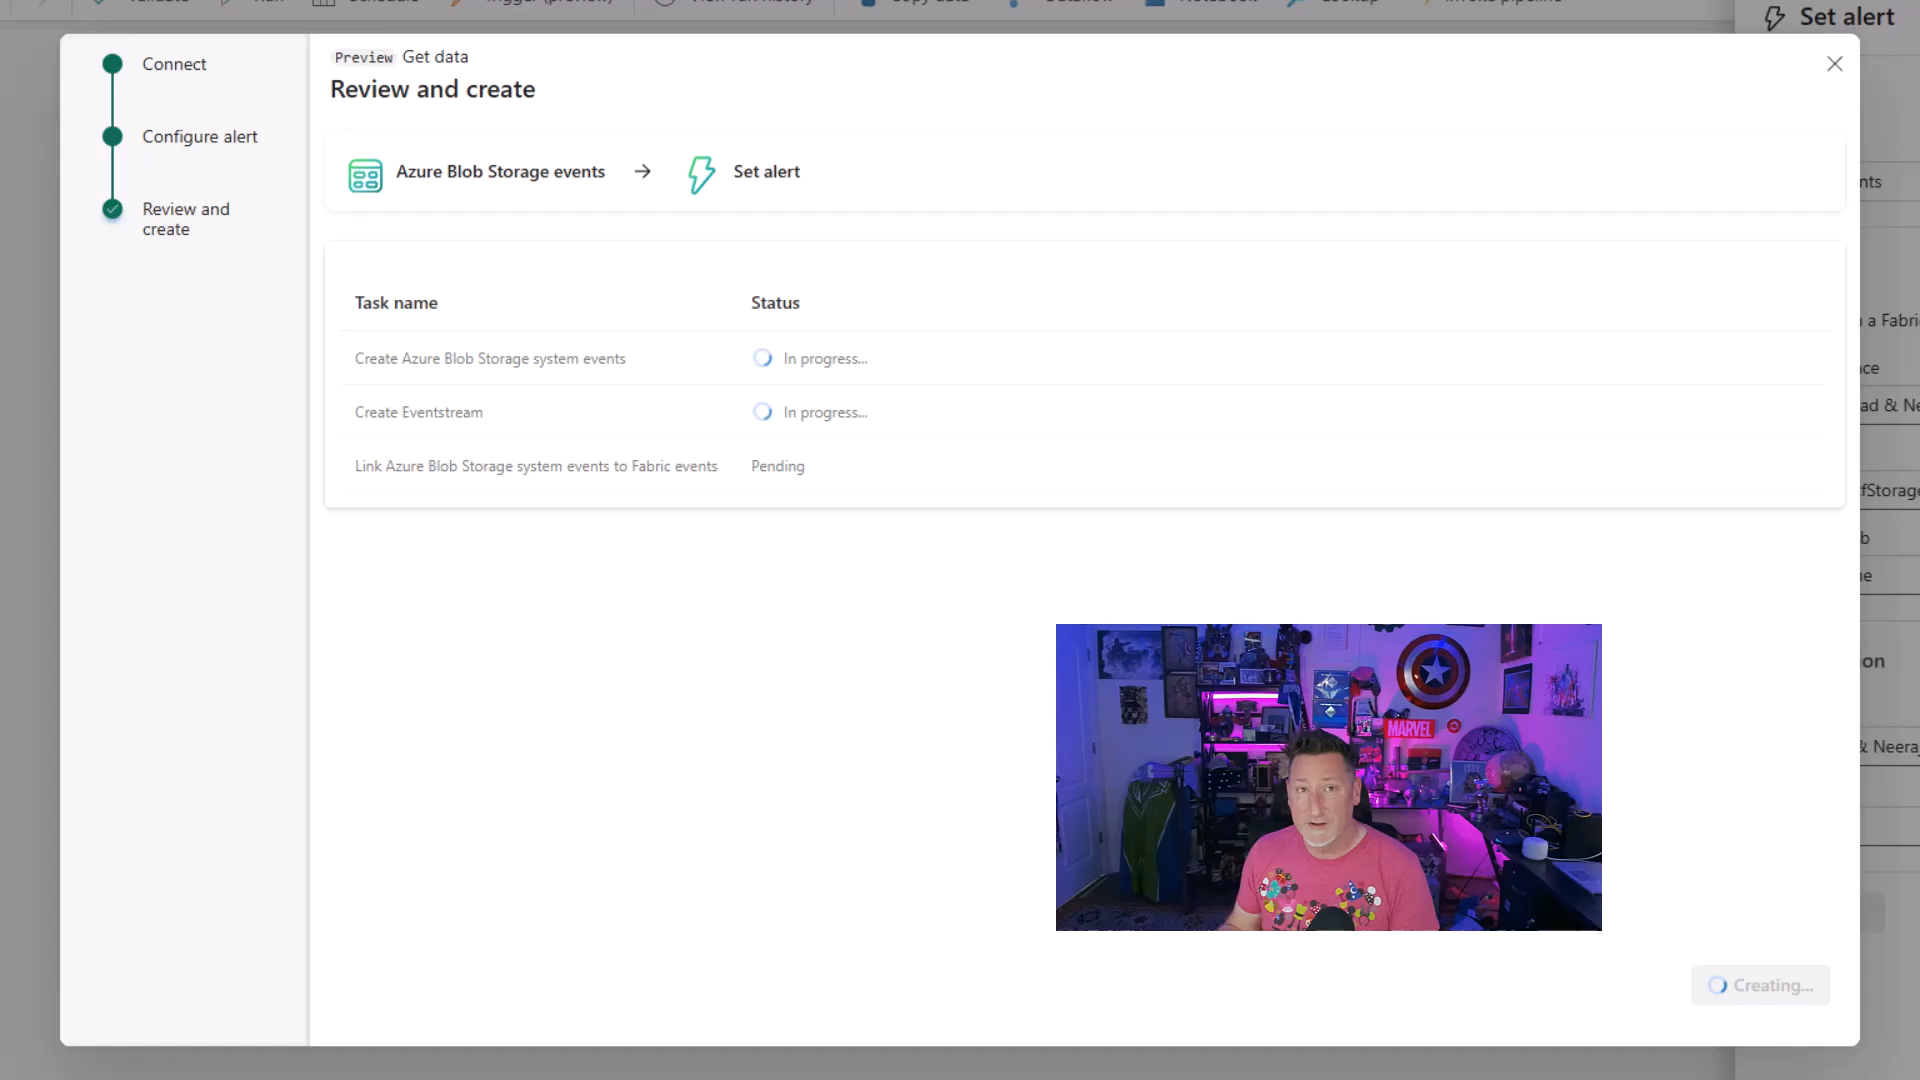 Set alert
Connect
Configure alert
Review and
create
Preview Get data
Review and create
Azure Blob Storage events
Set alert
Task name Status
Create Azure Blob Storage system events In progress...
Create Eventstream In progress...
Link Azure Blob Storage system events to Fabric events Pending
MARVEL
Creating...